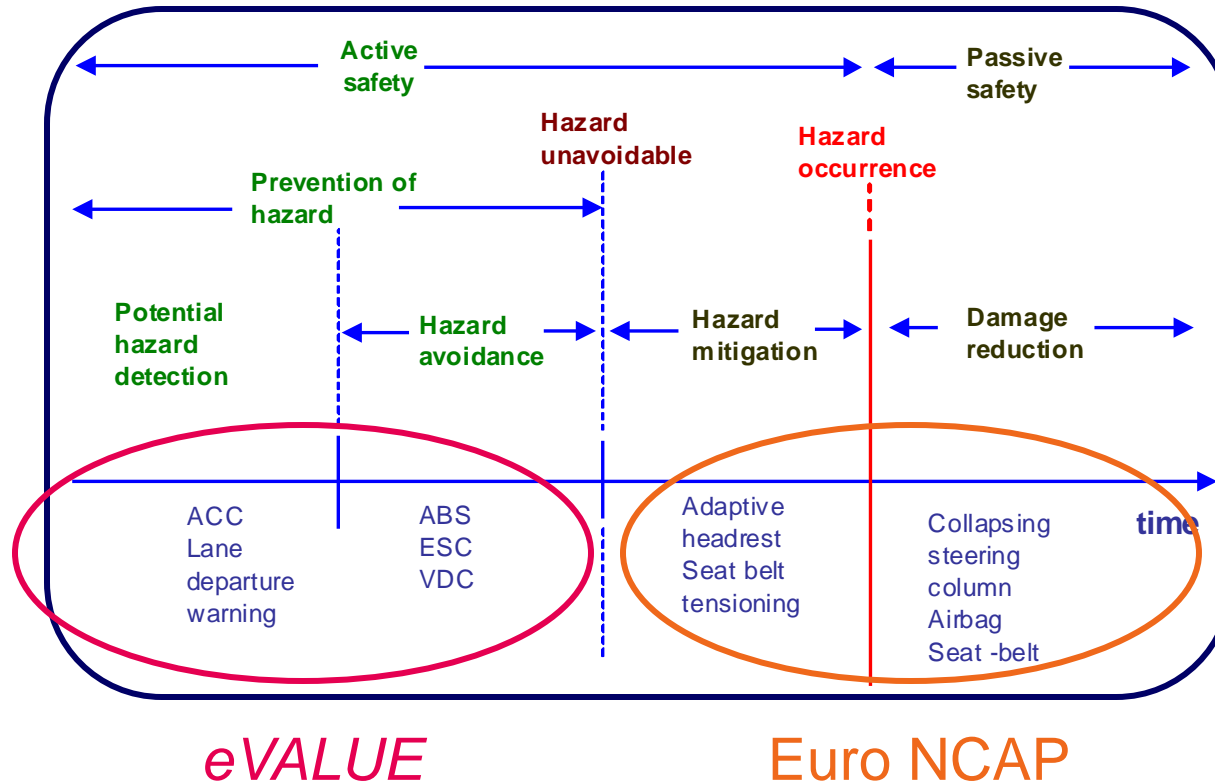 Active
safety
Passive
safety
Hazard
unavoidable
Hazard
occurrence
Prevention of
hazard
Potential
hazard
detection
Hazard
avoidance
Hazard
mitigation
Damage
reduction
ACC
Lane
departure
warning
ABS
ESC
VDC
Adaptive
headrest
Seat belt
tensioning
Collapsing
steering
column
Airbag
Seat -belt
time
eVALUE
Euro NCAP